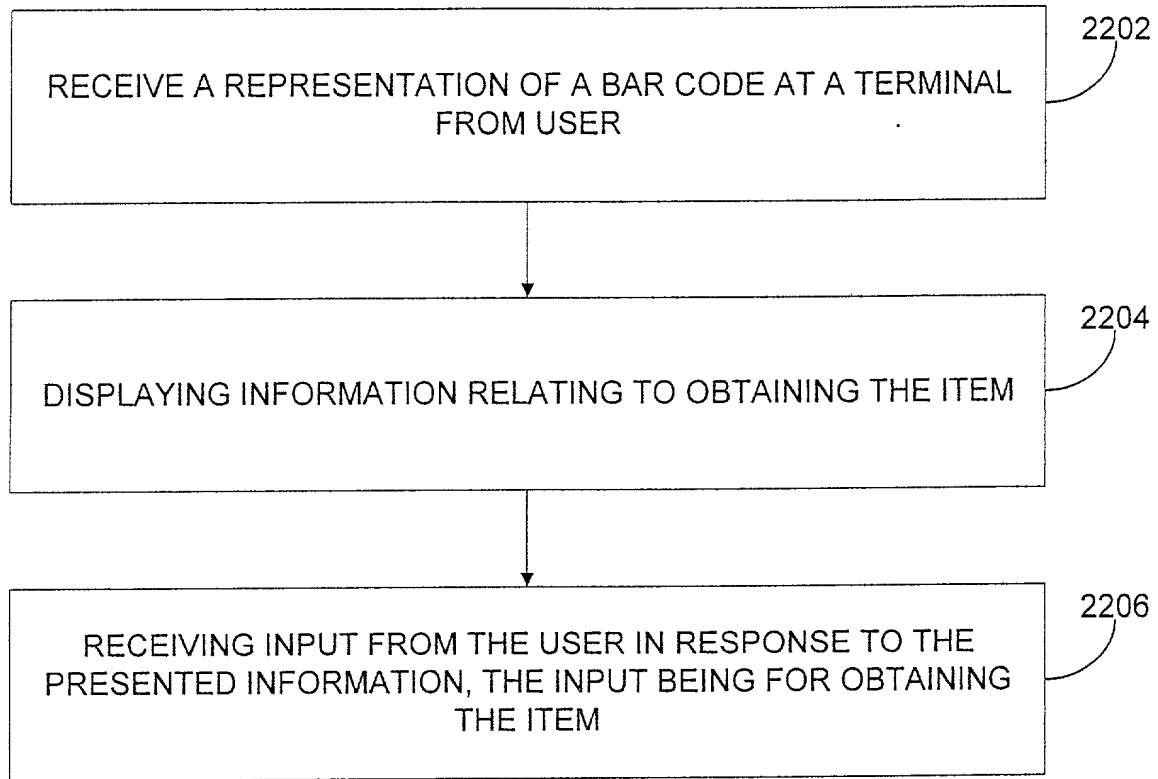 2202
RECEIVE A REPRESENTATION OF A BAR CODE AT A TERMINAL
FROM USER
2204
DISPLAYING INFORMATION RELATING TO OBTAINING THE ITEM
2206
RECEIVING INPUT FROM THE USER IN RESPONSE TO THE
PRESENTED INFORMATION, THE INPUT BEING FOR OBTAINING
THE ITEM